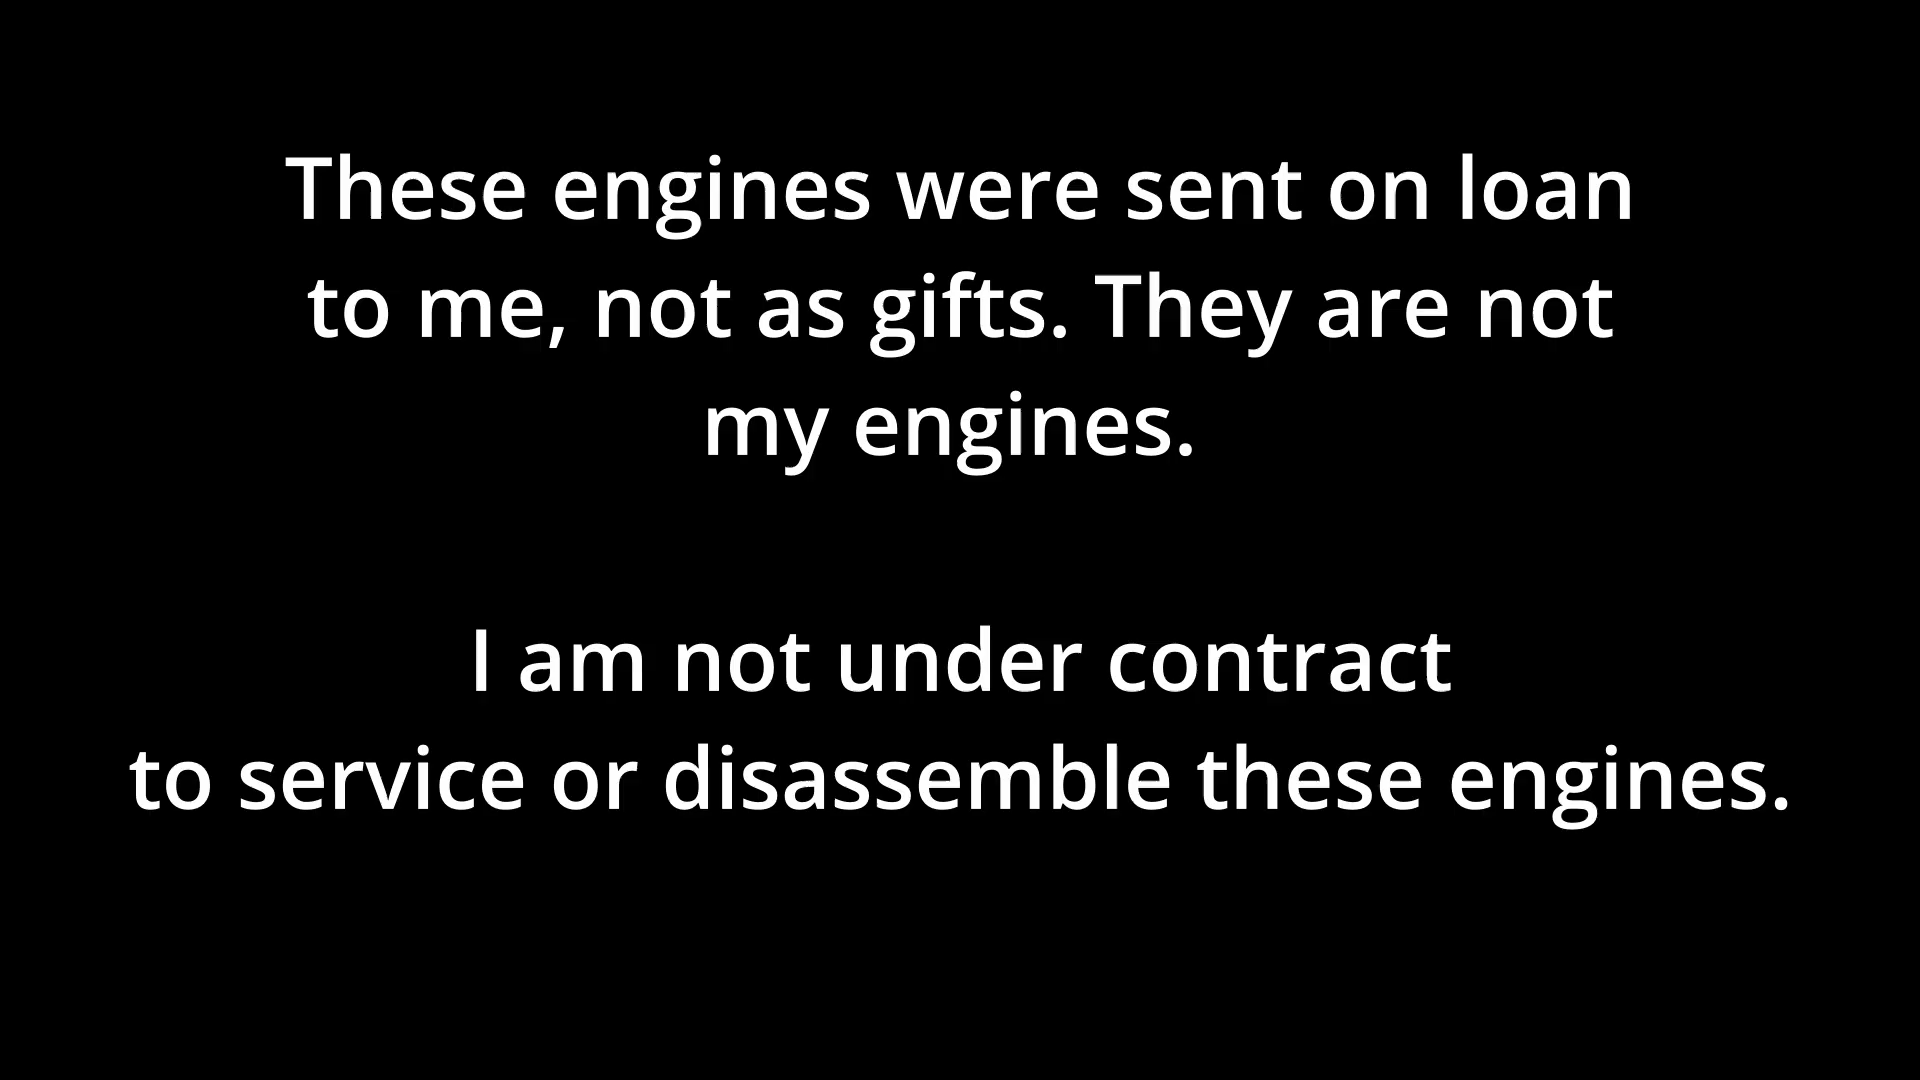 These engines were sent on loan
to me, not as gifts. They are not
my engines.
I am not under contract
to service or disassemble these engines.